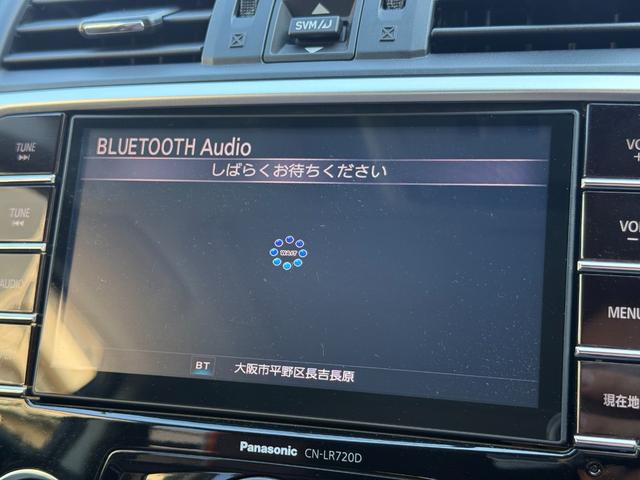 SVM/
TUNE
TUNE
AUDIO
BLUETOOTH Audio
しばらくお待ちください
WAIT
BT 大阪市平野区長吉長原
VO
+
VO
−
MENU
現在地
Panasonic CN-LR720D